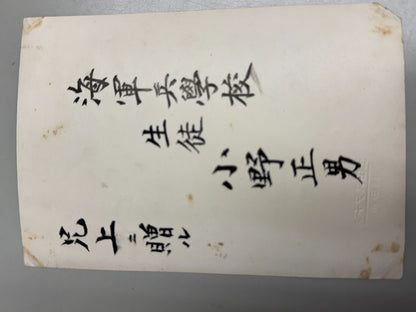 海軍兵學校
生徒
小野正男
兄上ニ贈ル